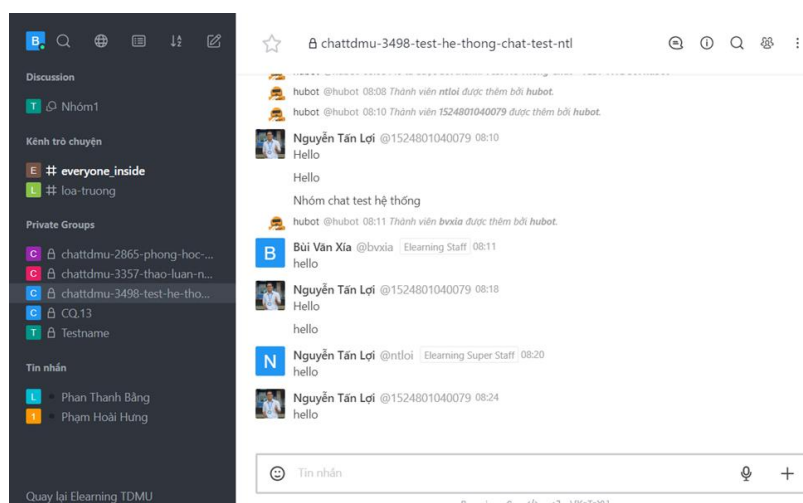 B
Discussion
T Nhóm1
Kênh trò chuyện
E # everyone_inside
L # loa-truong
Private Groups
C chattdmu-2865-phong-hoc-...
C chattdmu-3357-thao-luan-n...
C chattdmu-3498-test-he-tho...
C CQ.13
T Testname
Tin nhắn
L Phan Thanh Bằng
1 Phạm Hoài Hưng
Quay lại Elearning TDMU
chattdmu-3498-test-he-thong-chat-test-ntl
hubot @hubot 08:08 Thành viên ntloi được thêm bởi hubot.
hubot @hubot 08:10 Thành viên 1524801040079 được thêm bởi hubot.
Nguyễn Tấn Lợi @1524801040079 08:10
Hello
Hello
Nhóm chat test hệ thống
hubot @hubot 08:11 Thành viên bvxia được thêm bởi hubot.
B Bùi Văn Xía @bvxia Elearning Staff 08:11
hello
Nguyễn Tấn Lợi @1524801040079 08:18
Hello
hello
N Nguyễn Tấn Lợi @ntloi Elearning Super Staff 08:20
hello
Nguyễn Tấn Lợi @1524801040079 08:24
hello
Tin nhắn